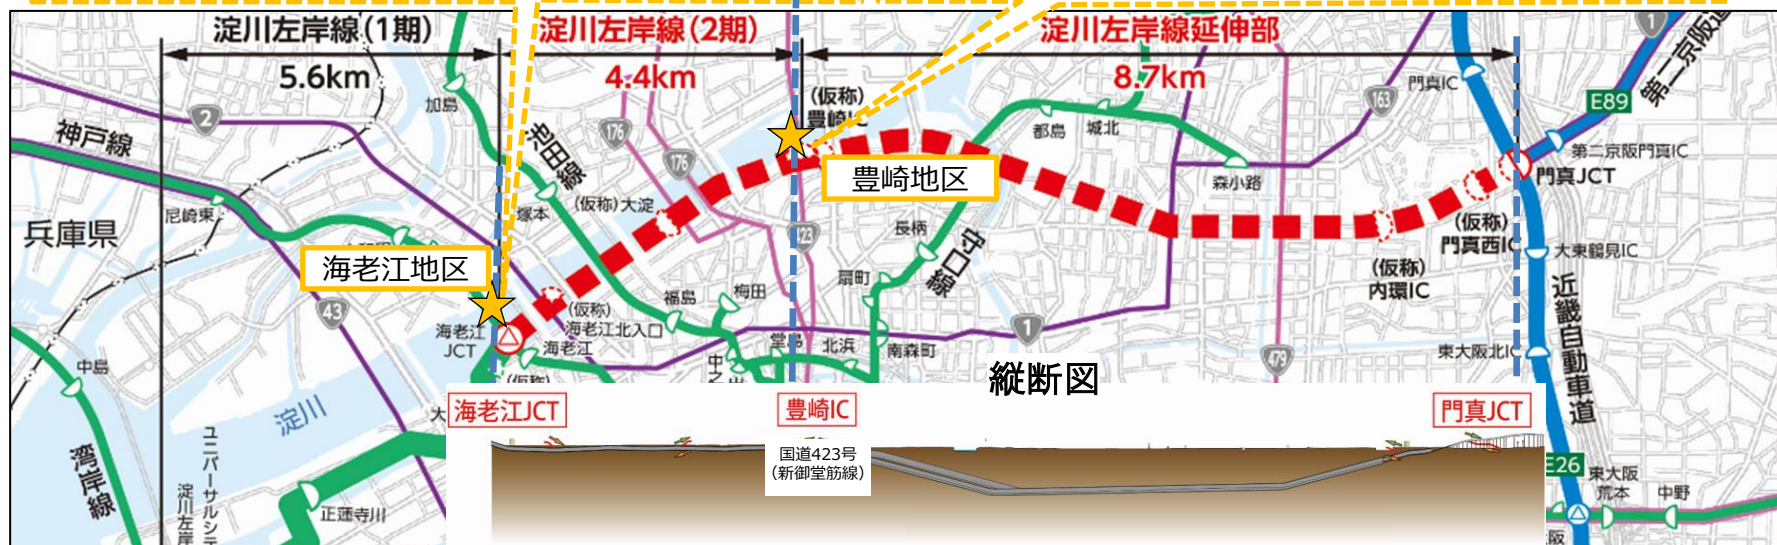 淀川左岸線(1期)
淀川左岸線(2期)
淀川左岸線延伸部
5.6km
4.4km
8.7km
第二京阪道
1
E89
門真IC
163
(仮称)
豊崎IC
加島
2
176
神戸線
池田線
176
都島
城北
第二京阪門真IC
豊崎地区
門真JCT
森小路
尼崎東
塚本
(仮称)大淀
兵庫県
423
長柄
守口線
(仮称)
門真西IC
大東鶴見IC
海老江地区
(仮称)
内環IC
扇町
梅田
福島
43
(仮称)
海老江北入口
海老江
海老江
JCT
近畿自動車道
1
堂島
北浜
南森町
479
東大阪北IC
中島
(仮称)
縦断図
淀川
海老江JCT
豊崎IC
門真JCT
国道423号
(新御堂筋線)
湾岸線
ユニバーサルシテ
淀川左岸
正蓮寺川
E26
東大阪
荒本
中野